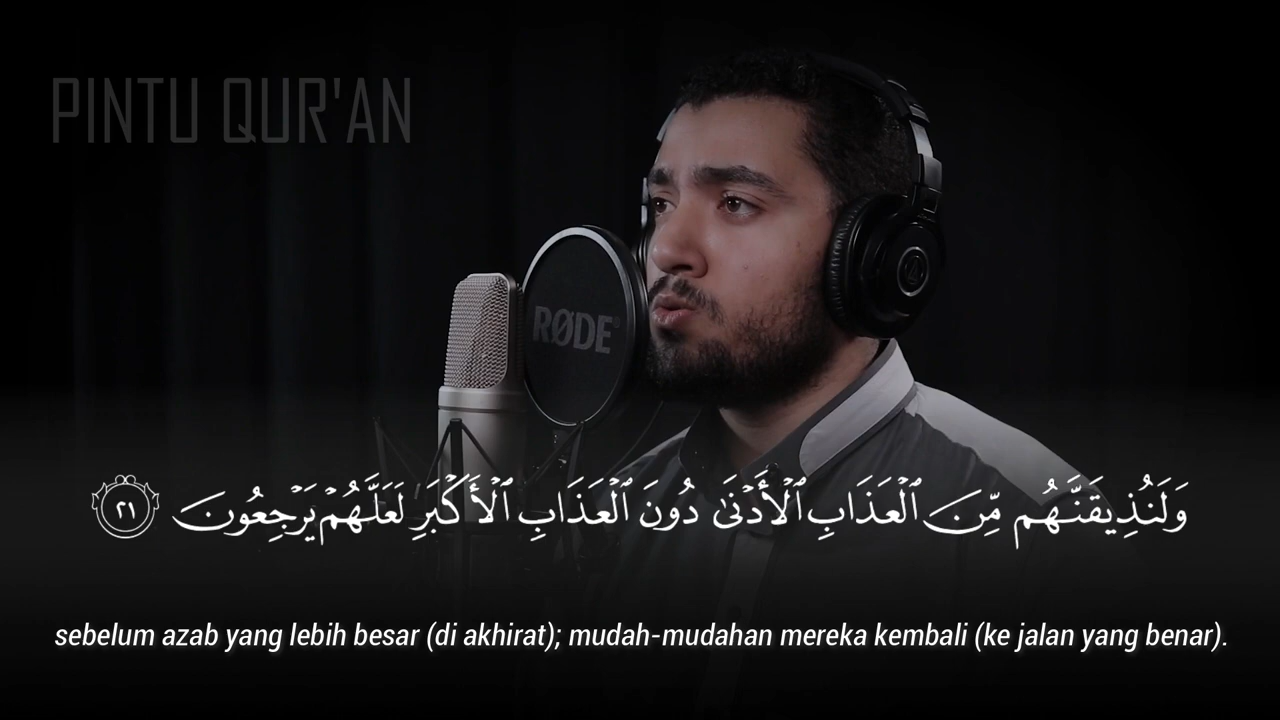 PINTU QUR'AN
RØDE®
وَلَنُذِيقَنَّهُم مِّنَ ٱلْعَذَابِ ٱلْأَدْنَىٰ دُونَ ٱلْعَذَابِ ٱلْأَكْبَرِ لَعَلَّهُمْ يَرْجِعُونَ ٢١
sebelum azab yang lebih besar (di akhirat); mudah-mudahan mereka kembali (ke jalan yang benar).